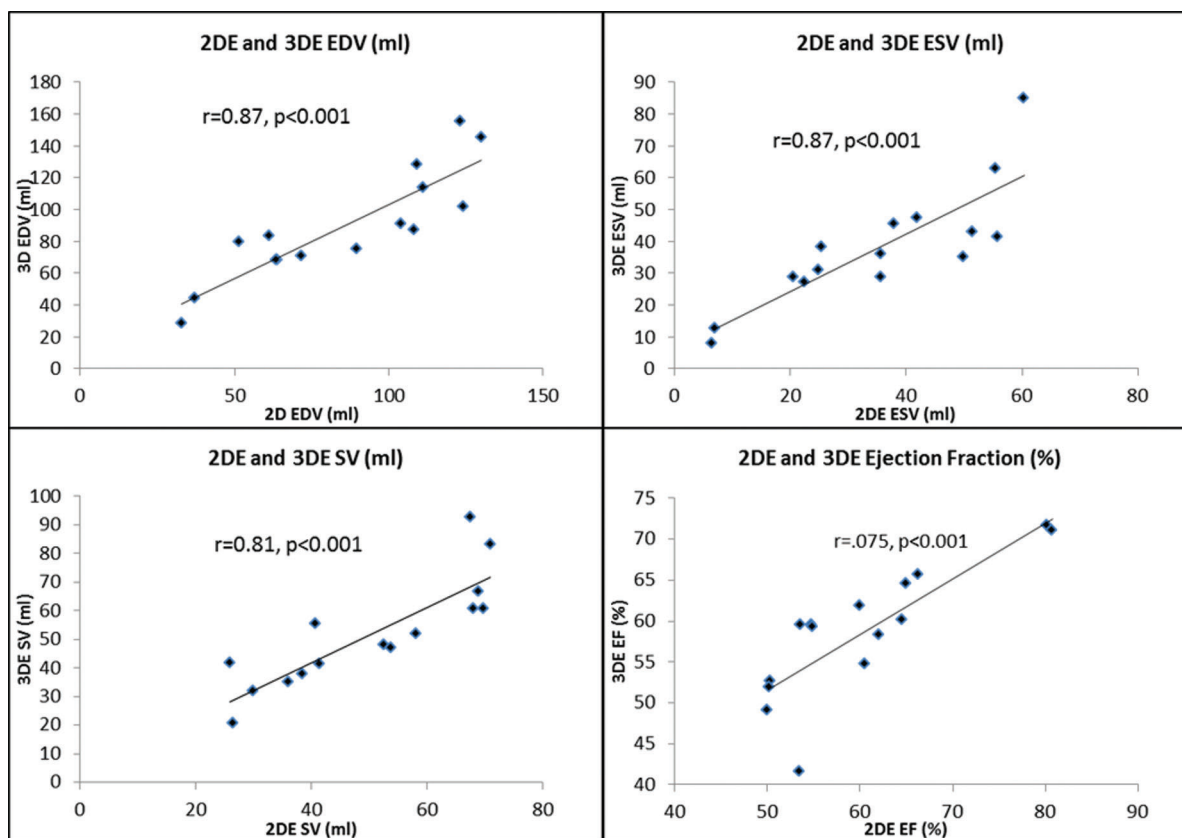 2DE and 3DE EDV (ml)
r=0.87, p<0.001
3D EDV (ml)
180
160
140
120
100
80
60
40
20
0
0 50 100 150
2D EDV (ml)
2DE and 3DE ESV (ml)
r=0.87, p<0.001
3DE ESV (ml)
90
80
70
60
50
40
30
20
10
0
0 20 40 60 80
2DE ESV (ml)
2DE and 3DE SV (ml)
r=0.81, p<0.001
3DE SV (ml)
100
90
80
70
60
50
40
30
20
10
0
0 20 40 60 80
2DE SV (ml)
2DE and 3DE Ejection Fraction (%)
r=.075, p<0.001
3DE EF (%)
75
70
65
60
55
50
45
40
40 50 60 70 80 90
2DE EF (%)